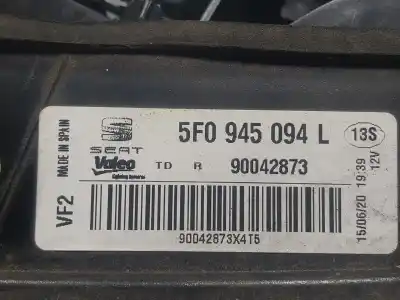 MADE IN SPAIN
SEAT
5F0 945 094 L
13S
Valeo
TD R 90042873
12V
15/06/20 19:39
VF2
90042873X4T5